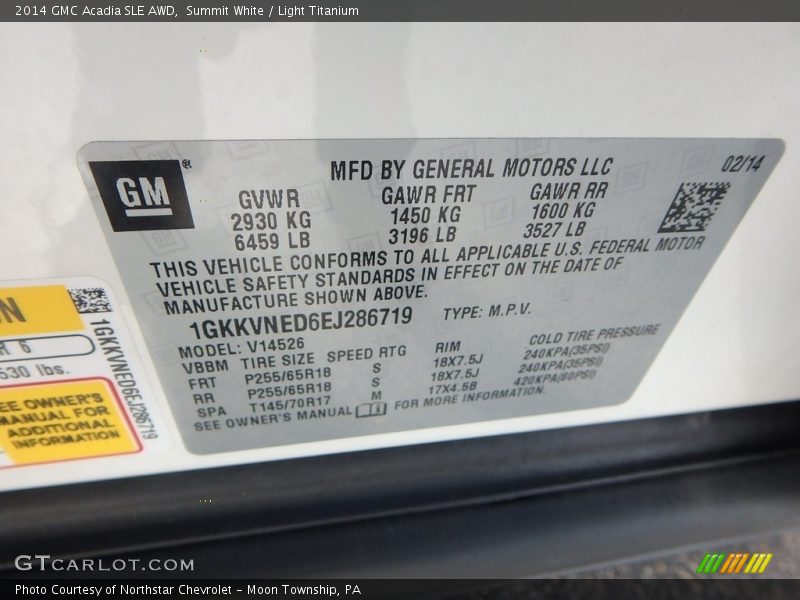 2014 GMC Acadia SLE AWD,  Summit White / Light Titanium
GM®
MFD BY GENERAL MOTORS LLC
02/14
GVWR GAWR FRT GAWR RR
2930 KG 1450 KG 1600 KG
6459 LB 3196 LB 3527 LB
THIS VEHICLE CONFORMS TO ALL APPLICABLE U.S. FEDERAL MOTOR
VEHICLE SAFETY STANDARDS IN EFFECT ON THE DATE OF
MANUFACTURE SHOWN ABOVE.
1GKKVNED6EJ286719 TYPE: M.P.V.
MODEL: V14526
VBBM TIRE SIZE SPEED RTG RIM COLD TIRE PRESSURE
FRT P255/65R18 S 18X7.5J 240KPA(35PSI)
RR P255/65R18 S 18X7.5J 240KPA(35PSI)
SPA T145/70R17 M 17X4.5B 420KPA(60PSI)
SEE OWNER'S MANUAL FOR MORE INFORMATION.
N
R 6
630 lbs.
SEE OWNER'S
MANUAL FOR
ADDITIONAL
INFORMATION
1GKKVNED6EJ286719
GTCARLOT.COM
Photo Courtesy of Northstar Chevrolet - Moon Township, PA